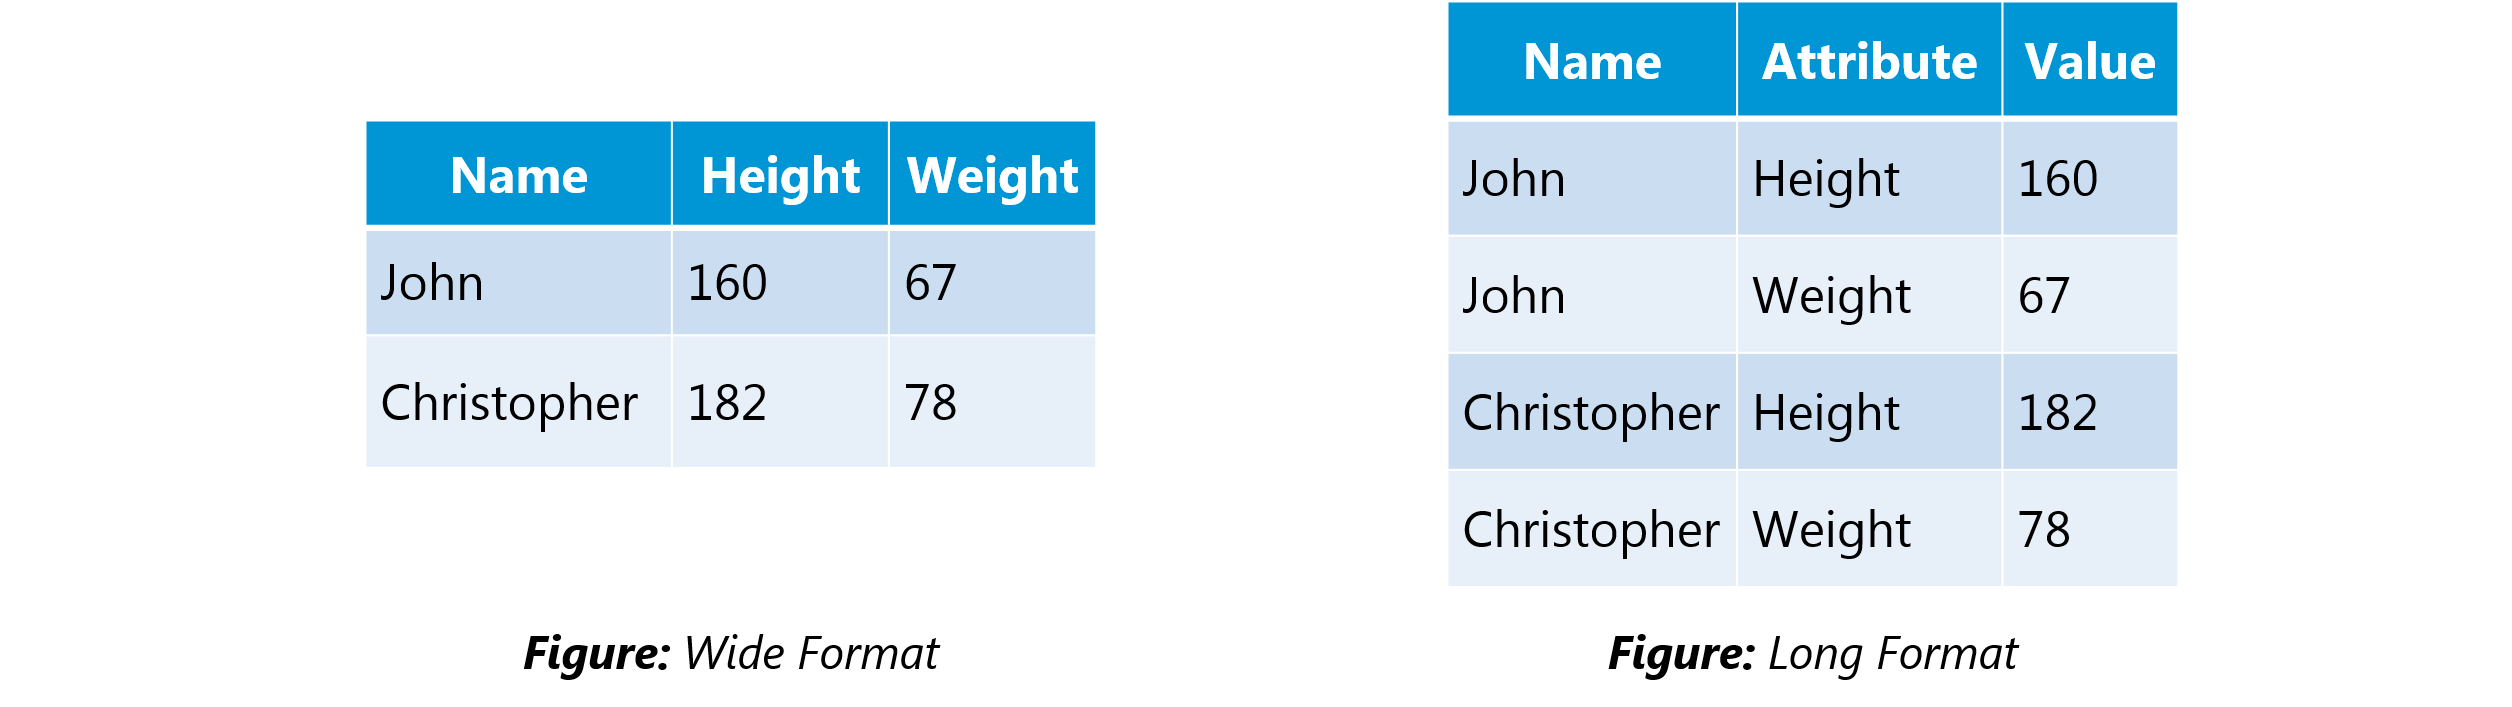 Name Height Weight
John 160 67
Christopher 182 78
Figure: Wide Format
Name Attribute Value
John Height 160
John Weight 67
Christopher Height 182
Christopher Weight 78
Figure: Long Format